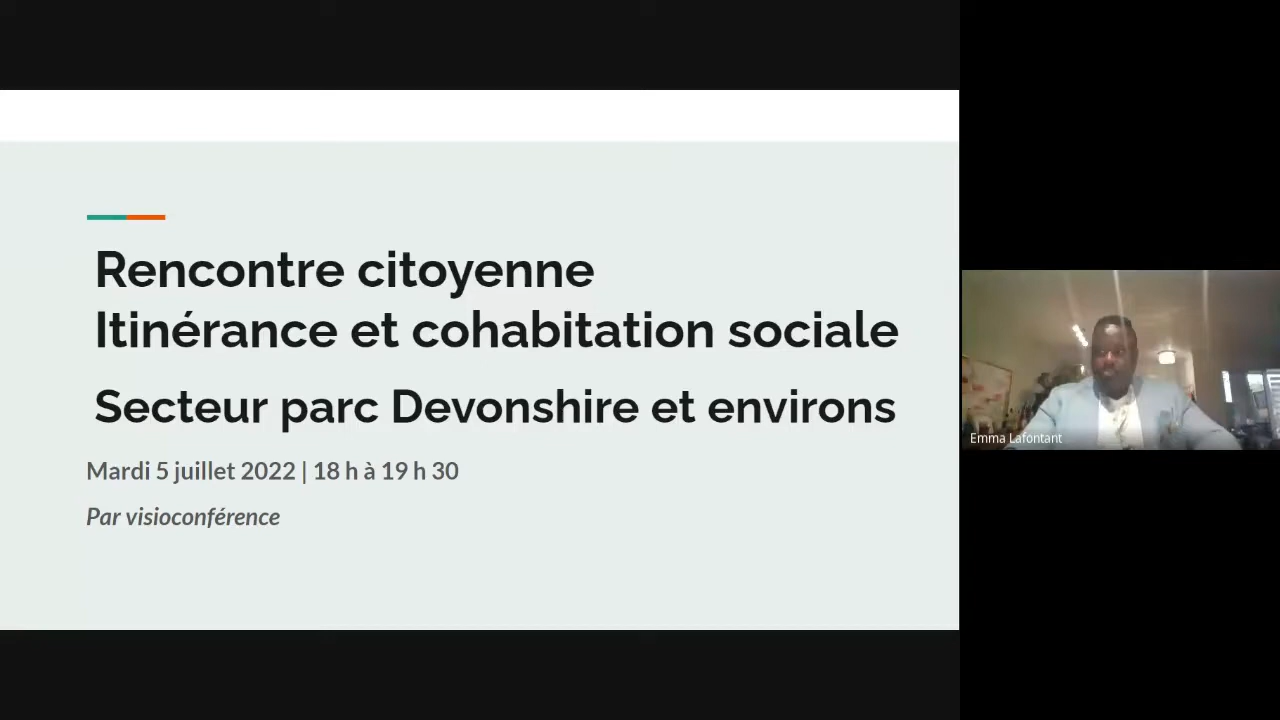 Rencontre citoyenne
Itinérance et cohabitation sociale
Secteur parc Devonshire et environs
Mardi 5 juillet 2022 | 18 h à 19 h 30
Par visioconférence
Emma Lafontant